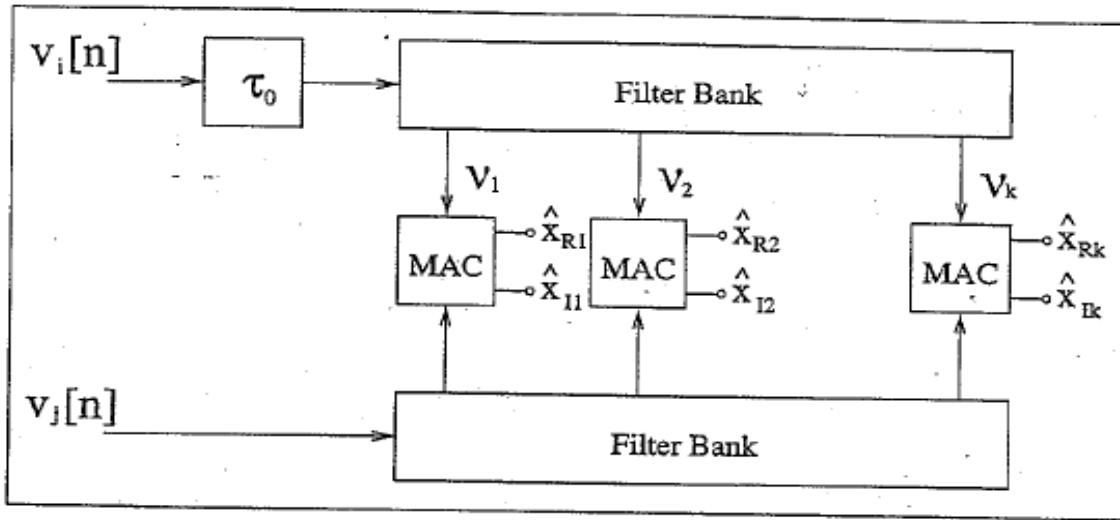 v_i[n]
τ_0
Filter Bank
ν_1
ν_2
ν_k
MAC
x̂_R1
x̂_I1
MAC
x̂_R2
x̂_I2
MAC
x̂_Rk
x̂_Ik
v_j[n]
Filter Bank